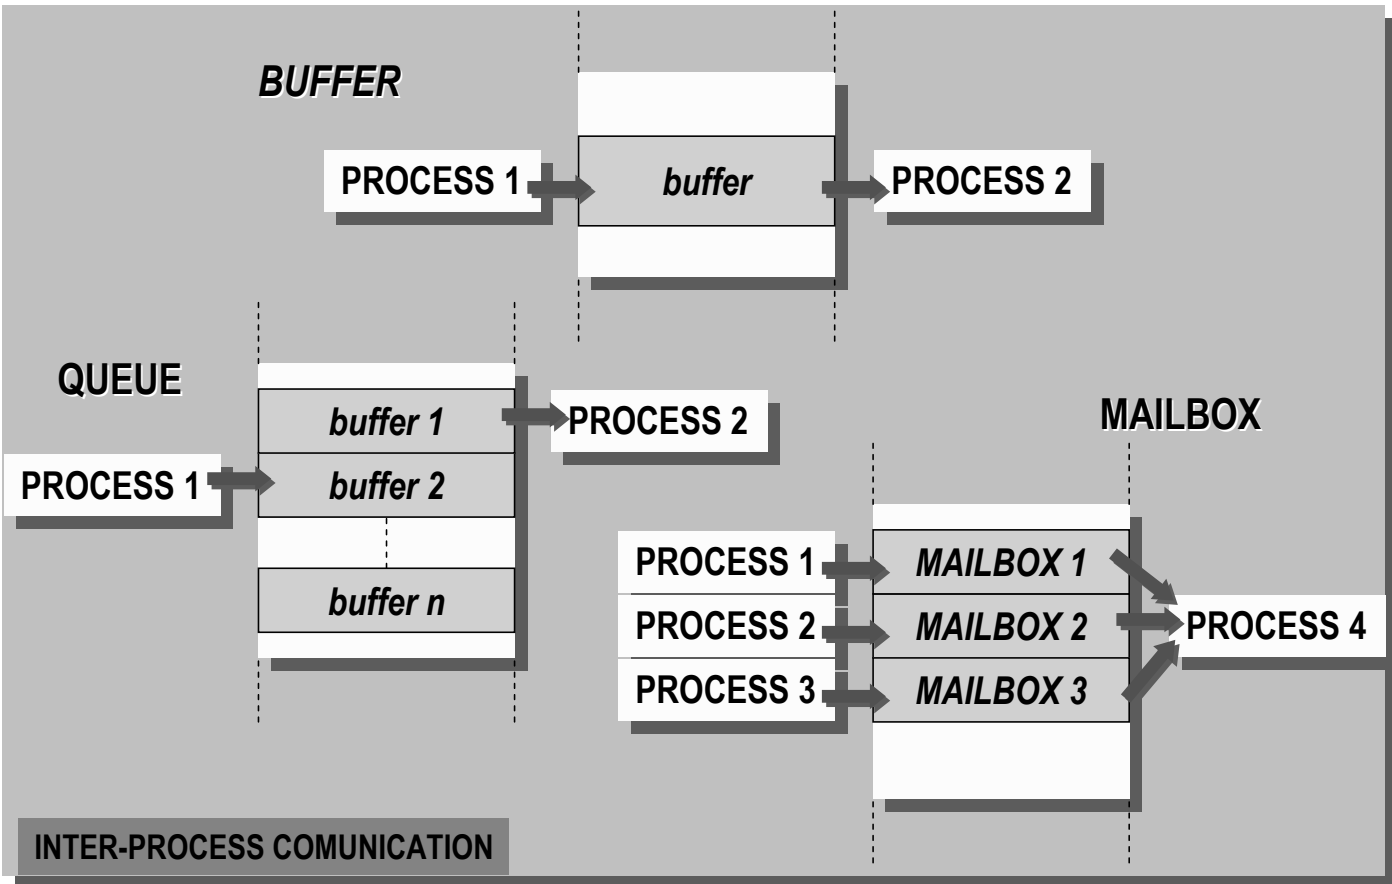 BUFFER
PROCESS 1 buffer PROCESS 2
QUEUE
buffer 1 PROCESS 2
PROCESS 1 buffer 2
buffer n
MAILBOX
PROCESS 1 MAILBOX 1
PROCESS 2 MAILBOX 2 PROCESS 4
PROCESS 3 MAILBOX 3
INTER-PROCESS COMUNICATION